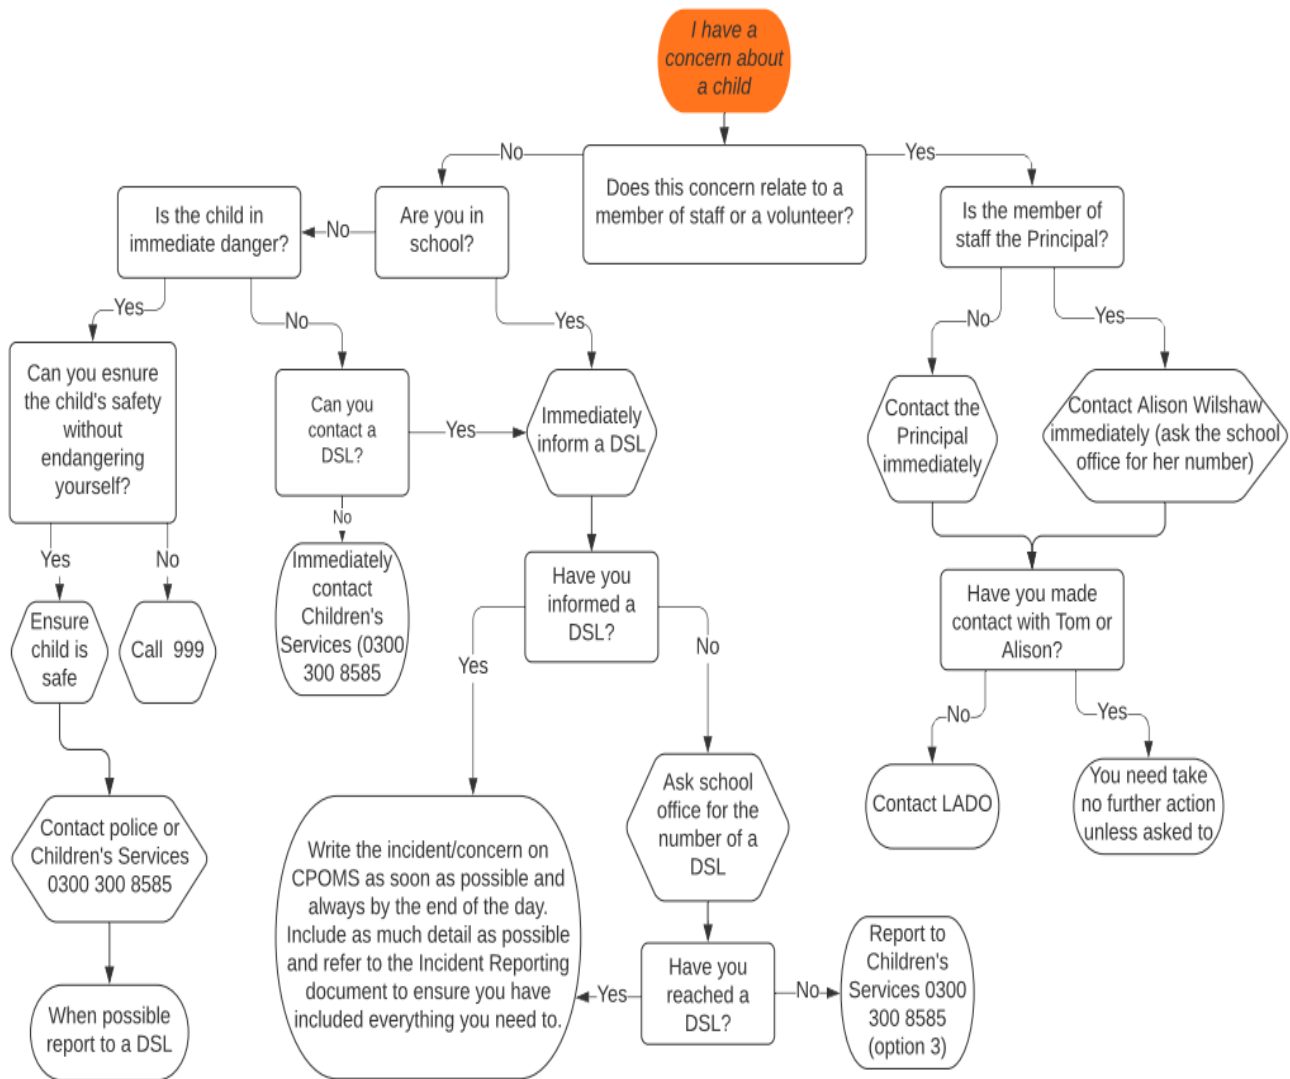 I have a
concern about
a child
No
Yes
Does this concern relate to a
member of staff or a volunteer?
Is the child in
immediate danger?
No
Are you in
school?
Is the member of
staff the Principal?
Yes
No
Yes
No
Yes
Can you esnure
the child's safety
without
endangering
yourself?
Can you
contact a
DSL?
Yes
Immediately
inform a DSL
Contact the
Principal
immediately
Contact Alison Wilshaw
immediately (ask the school
office for her number)
Yes
No
No
Ensure
child is
safe
Call 999
Immediately
contact
Children's
Services (0300
300 8585
Have you
informed a
DSL?
Have you made
contact with Tom or
Alison?
Yes
No
No
Yes
Contact police or
Children's Services
0300 300 8585
Write the incident/concern on
CPOMS as soon as possible and
always by the end of the day.
Include as much detail as possible
and refer to the Incident Reporting
document to ensure you have
included everything you need to.
Ask school
office for the
number of a
DSL
Contact LADO
You need take
no further action
unless asked to
When possible
report to a DSL
Yes
Have you
reached a
DSL?
No
Report to
Children's
Services 0300
300 8585
(option 3)